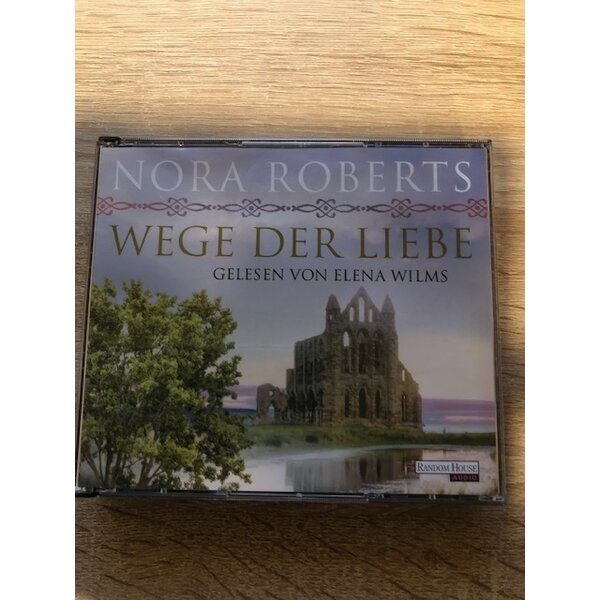 NORA ROBERTS
WEGE DER LIEBE
GELESEN VON ELENA WILMS
RANDOM HOUSE
AUDIO